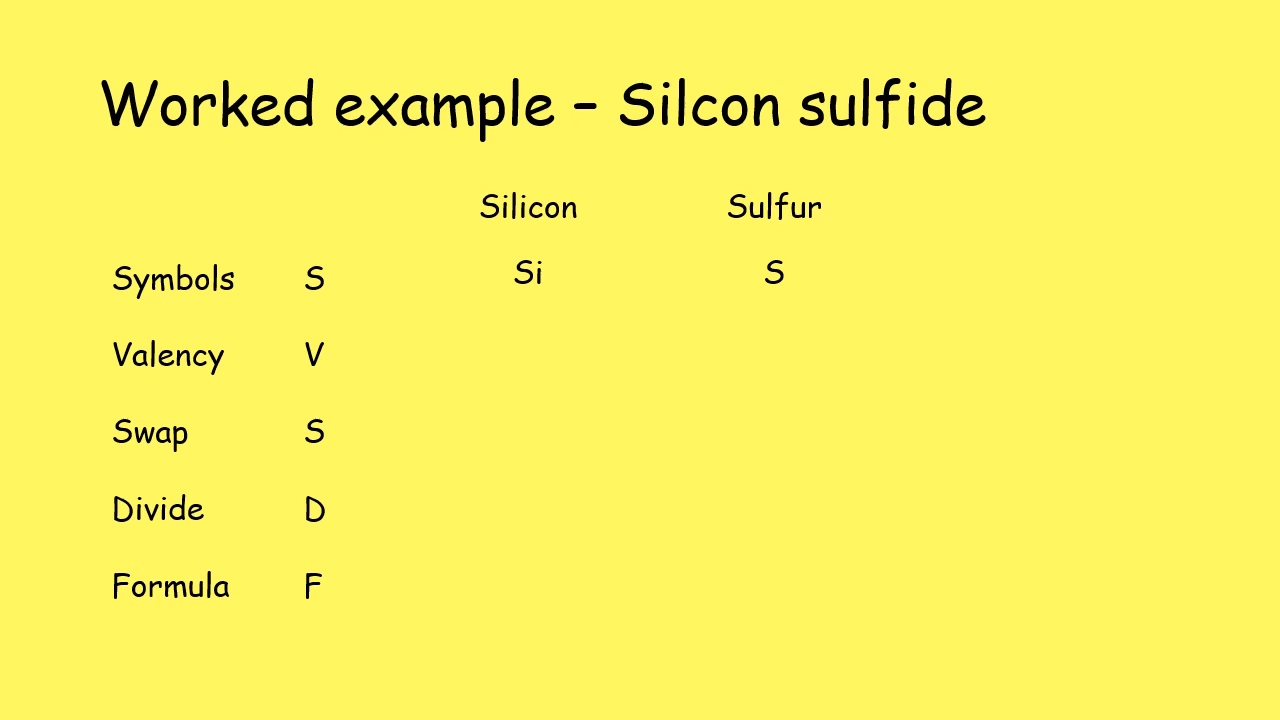 Worked example – Silcon sulfide
Silicon Sulfur
Symbols S Si S
Valency V
Swap S
Divide D
Formula F